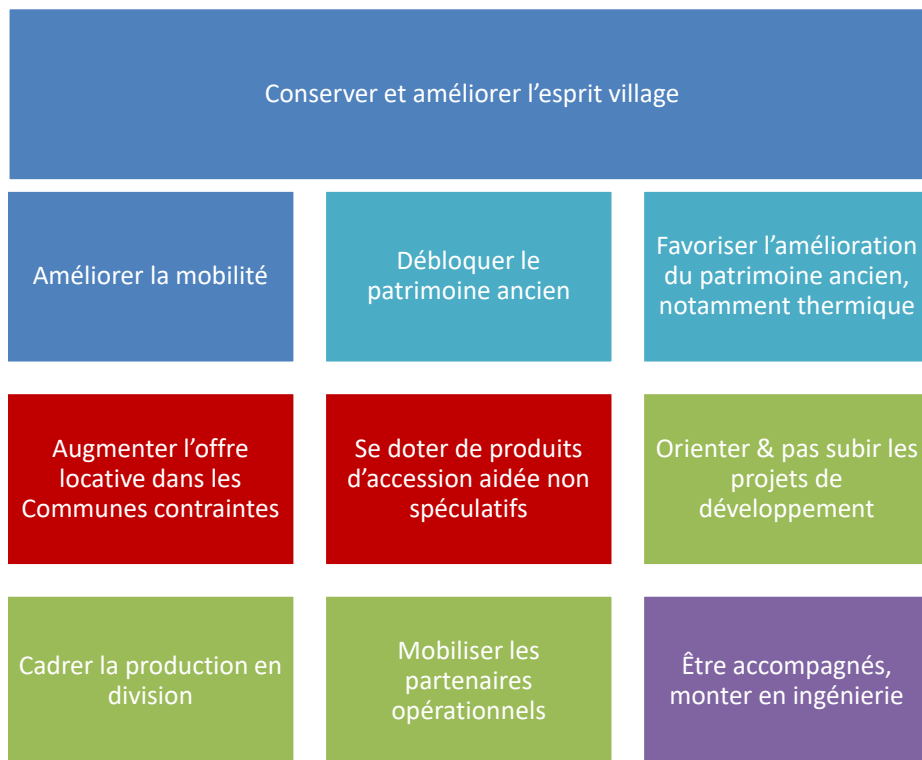 Conserver et améliorer l’esprit village
Améliorer la mobilité
Débloquer le
patrimoine ancien
Favoriser l’amélioration
du patrimoine ancien,
notamment thermique
Augmenter l’offre
locative dans les
Communes contraintes
Se doter de produits
d’accession aidée non
spéculatifs
Orienter & pas subir les
projets de
développement
Cadrer la production en
division
Mobiliser les
partenaires
opérationnels
Être accompagnés,
monter en ingénierie